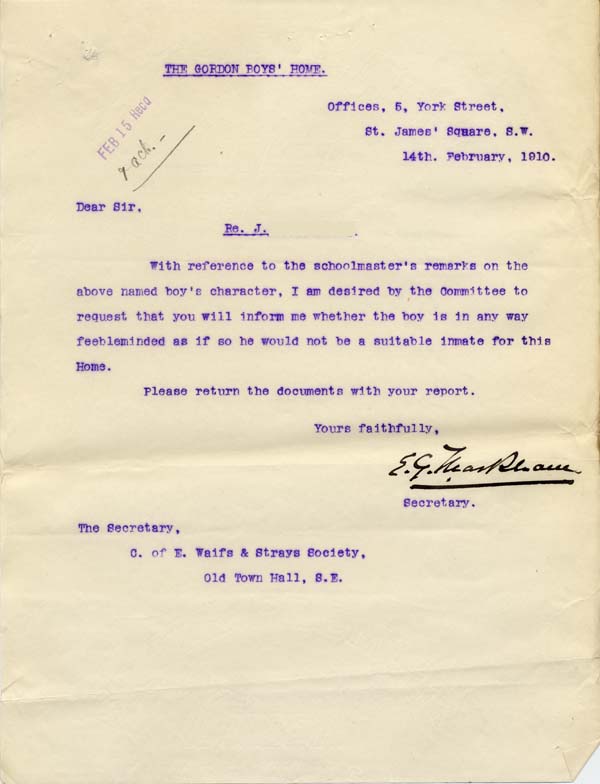 THE GORDON BOYS' HOME.
Offices, 5, York Street,
St. James' Square, S.W.
14th. February, 1910.
FEB 15 Recd
ack. -
Dear Sir,
Re. J. .
With reference to the schoolmaster's remarks on the
above named boy's character, I am desired by the Committee to
request that you will inform me whether the boy is in any way
feebleminded as if so he would not be a suitable inmate for this
Home.
Please return the documents with your report.
Yours faithfully,
E. G.
Secretary.
The Secretary,
C. of E. Waifs & Strays Society,
Old Town Hall, S.E.